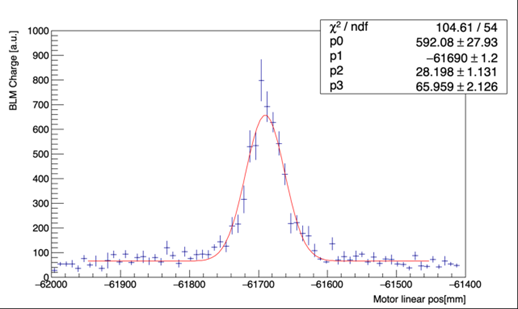 χ² / ndf 104.61 / 54
p0 592.08 ± 27.93
p1 −61690 ± 1.2
p2 28.198 ± 1.131
p3 65.959 ± 2.126
BLM Charge [a.u.]
1000
900
800
700
600
500
400
300
200
100
0
−62000 −61900 −61800 −61700 −61600 −61500 −61400
Motor linear pos[mm]